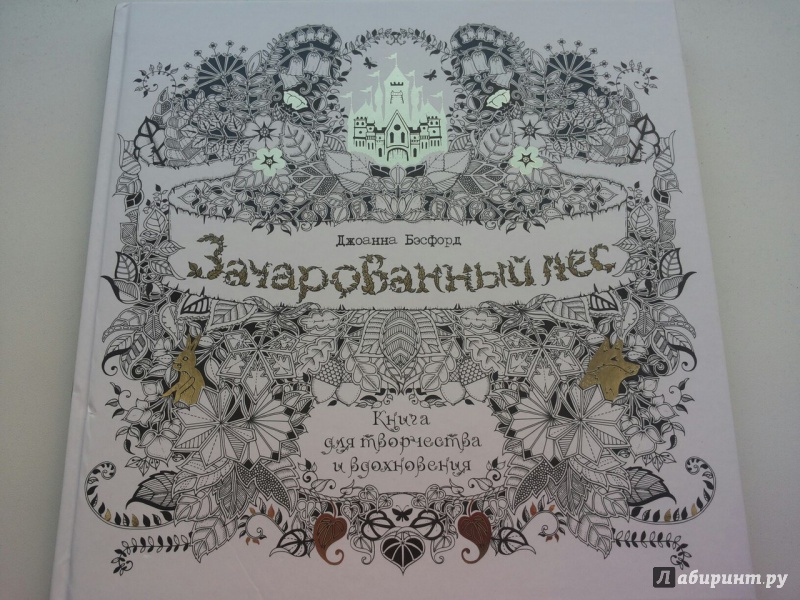 Джоанна Бэсфорд
Зачарованный лес
Книга
для творчества
и вдохновения
Лабиринт.ру